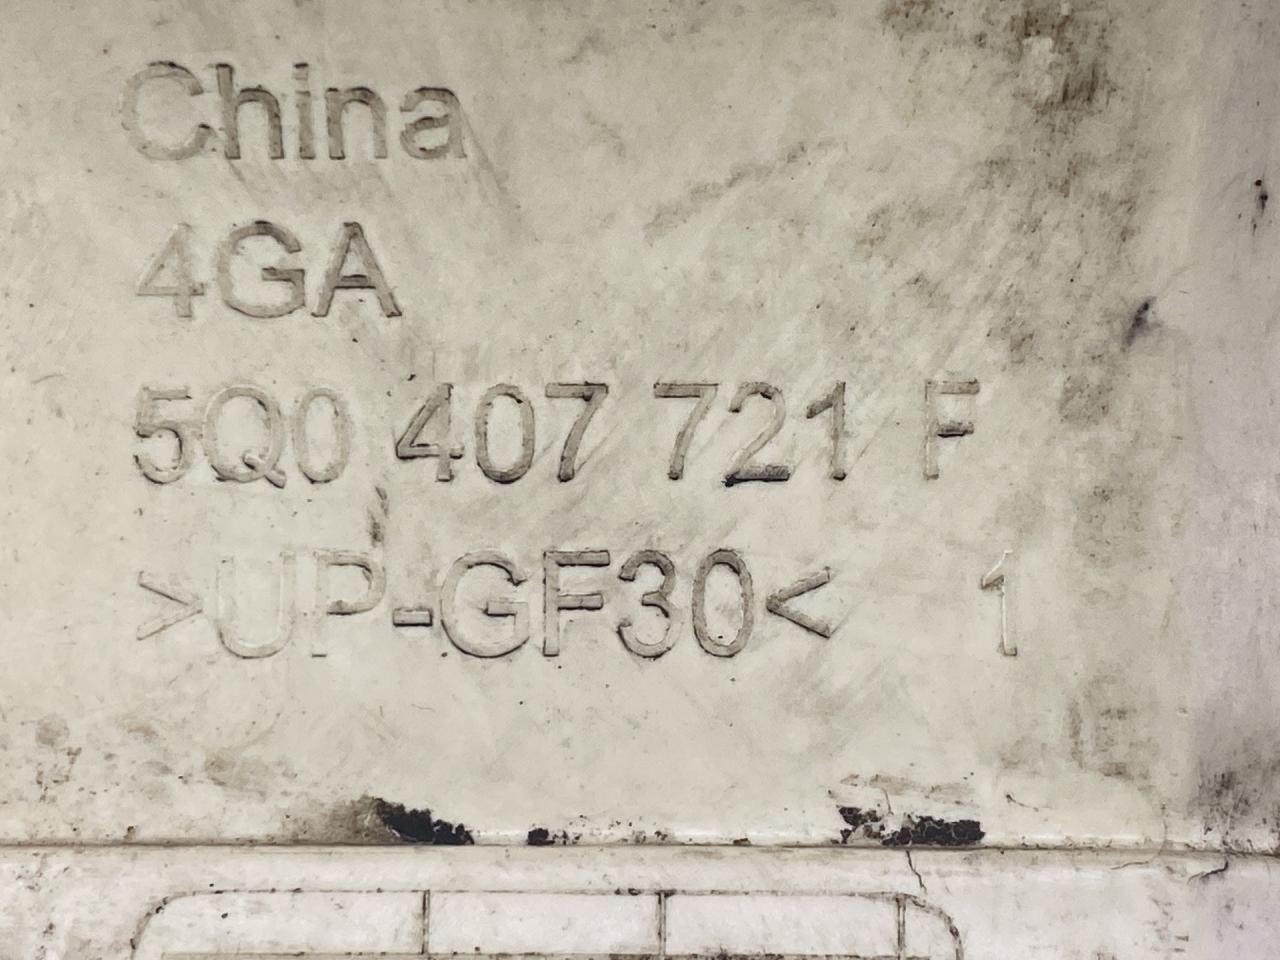 China
4GA
5Q0 407 721 F
>UP-GF30< 1